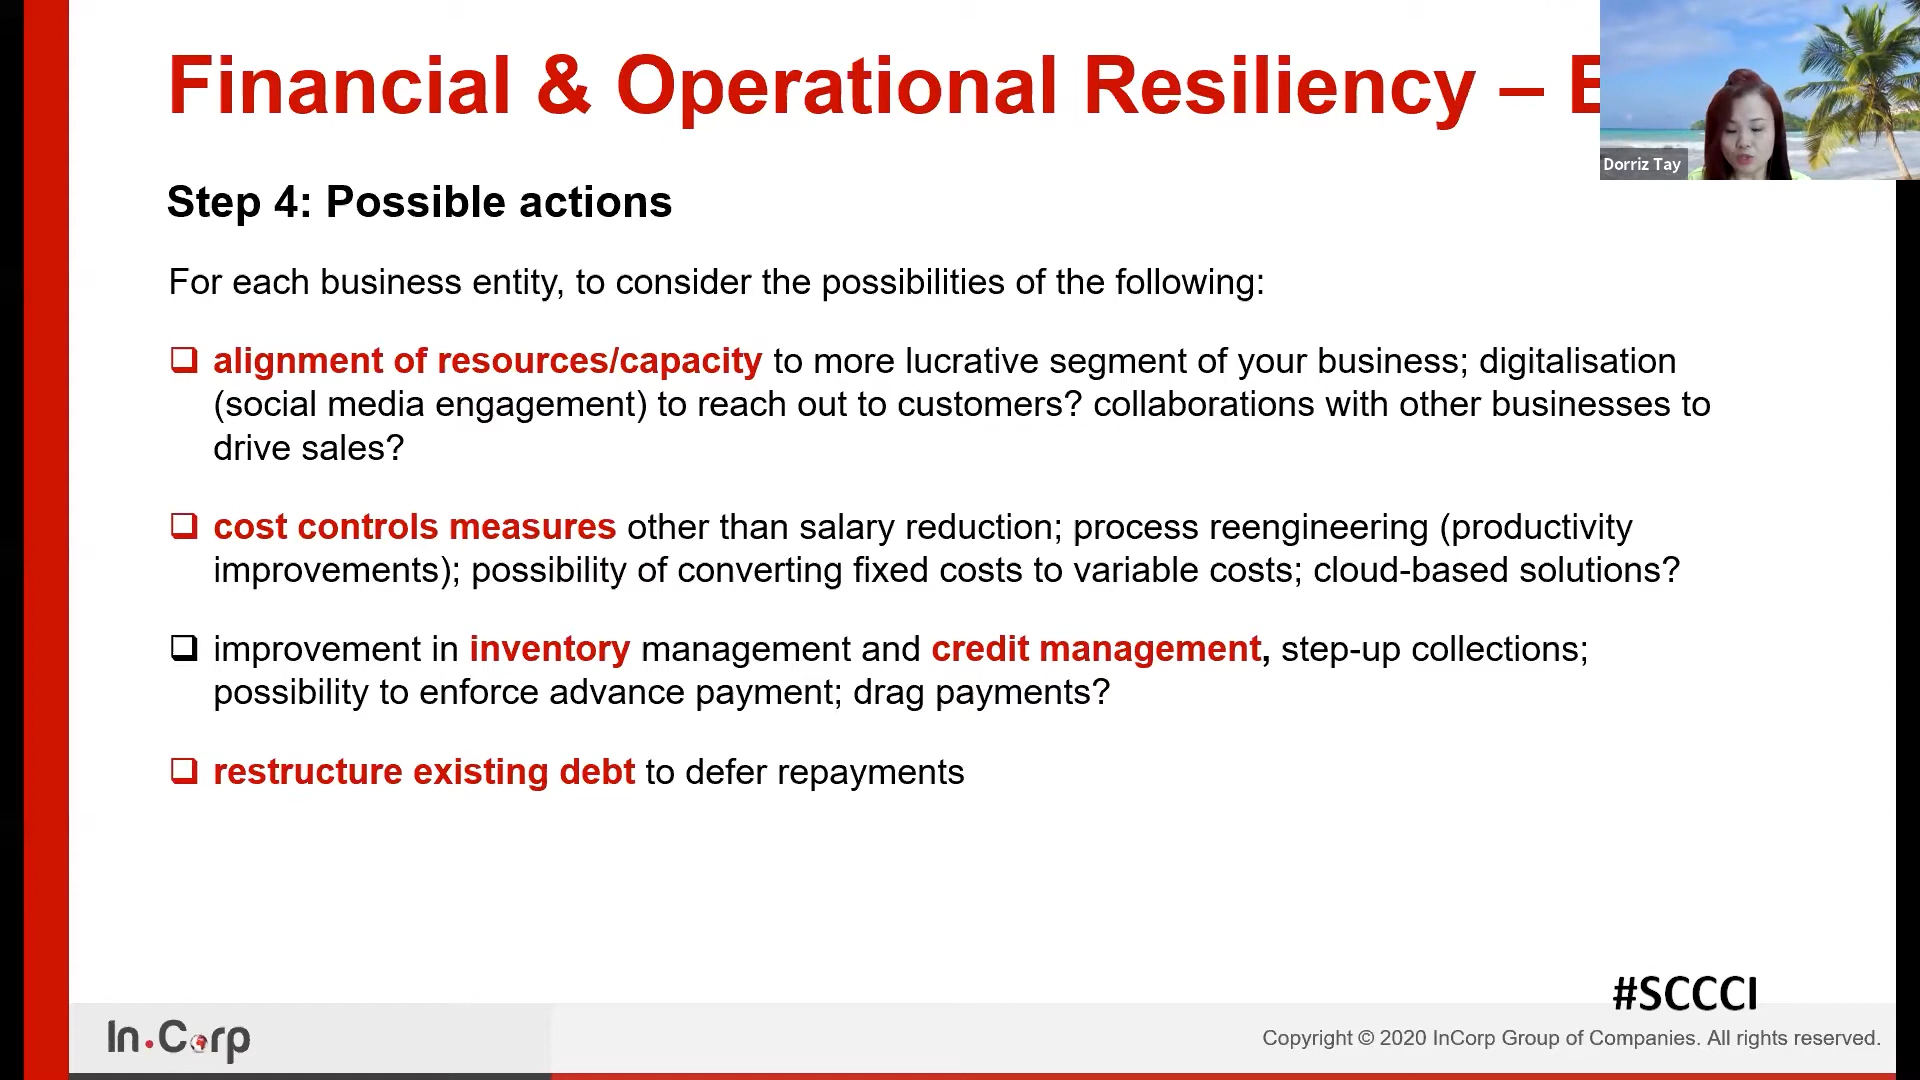 Financial & Operational Resiliency –
Dorriz Tay
Step 4: Possible actions
For each business entity, to consider the possibilities of the following:
alignment of resources/capacity to more lucrative segment of your business; digitalisation
(social media engagement) to reach out to customers? collaborations with other businesses to
drive sales?
cost controls measures other than salary reduction; process reengineering (productivity
improvements); possibility of converting fixed costs to variable costs; cloud-based solutions?
improvement in inventory management and credit management, step-up collections;
possibility to enforce advance payment; drag payments?
restructure existing debt to defer repayments
#SCCCI
In.Corp
Copyright © 2020 InCorp Group of Companies. All rights reserved.